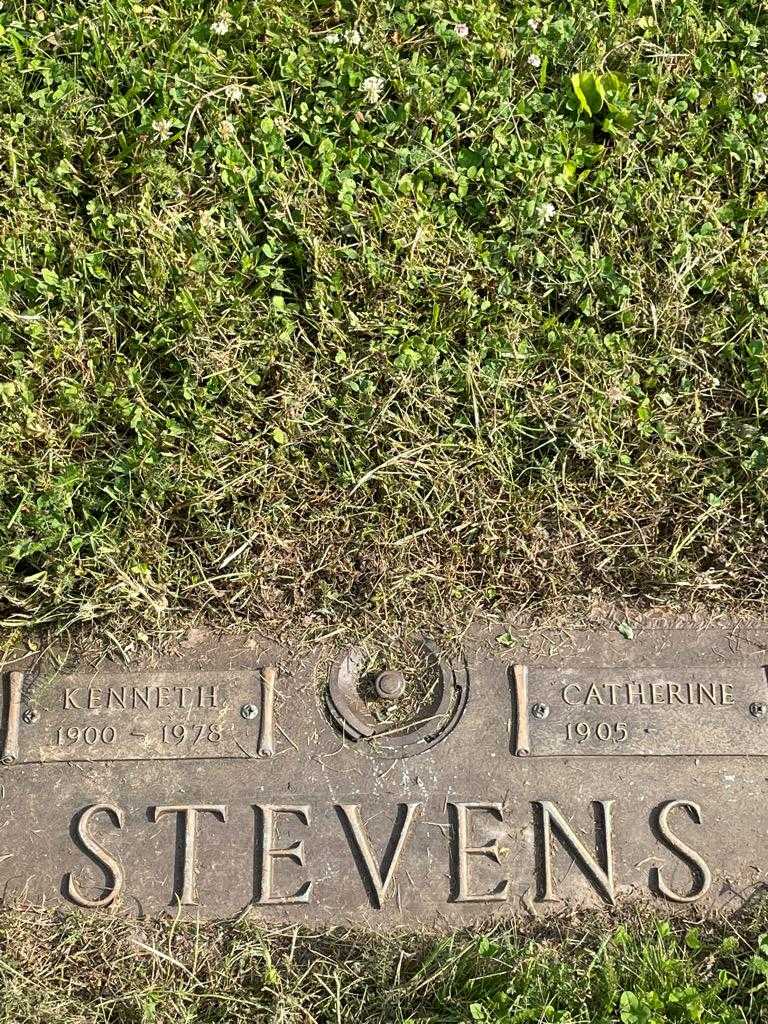 KENNETH
1900 - 1978
CATHERINE
1905
STEVENS